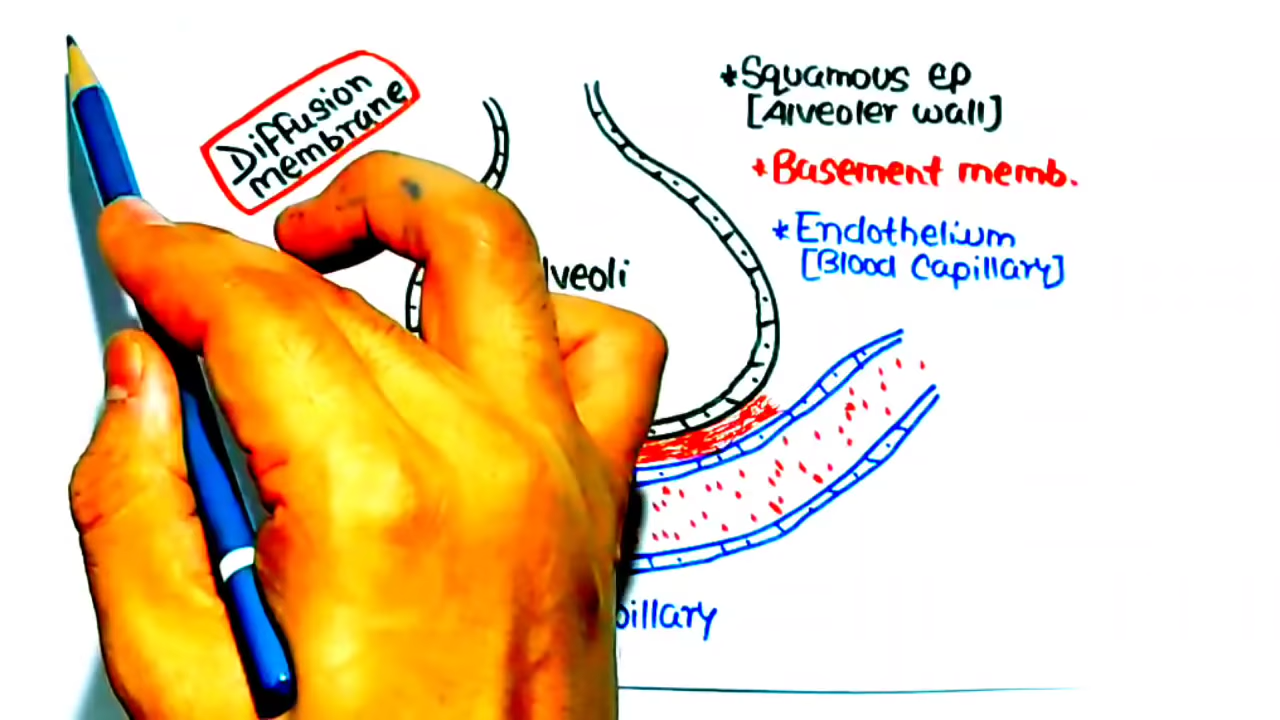 Diffusion
membrane
*Squamous ep
[Alveoler wall]
*Basement memb.
*Endothelium
[Blood Capillary]
lveoli
pillary